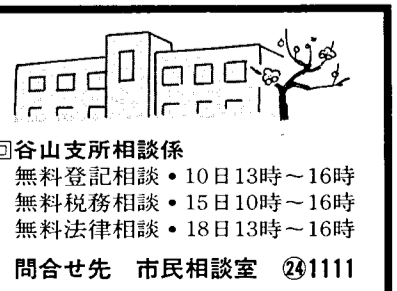 回谷山支所相談係
無料登記相談•10日13時～16時
無料税務相談•15日10時～16時
無料法律相談•18日13時～16時
問合せ先 市民相談室 ㉔1111